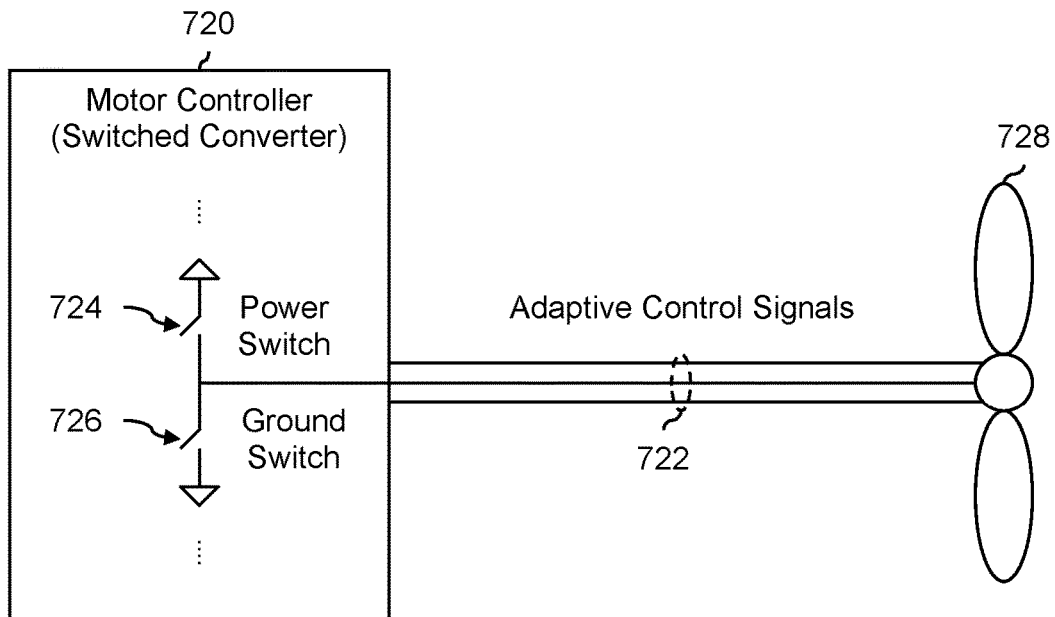 720
Motor Controller
(Switched Converter)
728
724
Power
Switch
Adaptive Control Signals
726
Ground
Switch
722